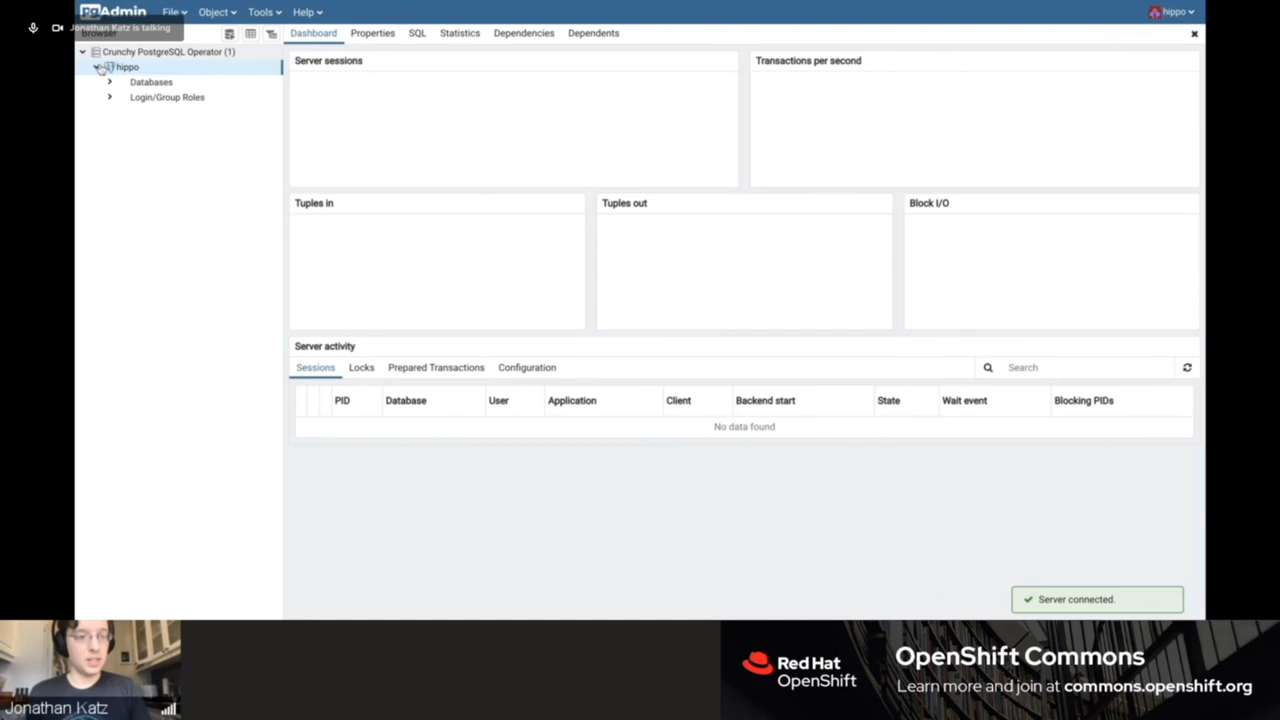 pgAdmin File Object Tools Help hippo
Jonathan Katz is talking
Browser
Dashboard Properties SQL Statistics Dependencies Dependents
Crunchy PostgreSQL Operator (1)
hippo
Databases
Login/Group Roles
Server sessions
Transactions per second
Tuples in
Tuples out
Block I/O
Server activity
Sessions Locks Prepared Transactions Configuration
Search
PID Database User Application Client Backend start State Wait event Blocking PIDs
No data found
Server connected.
Jonathan Katz
Red Hat
OpenShift
OpenShift Commons
Learn more and join at commons.openshift.org